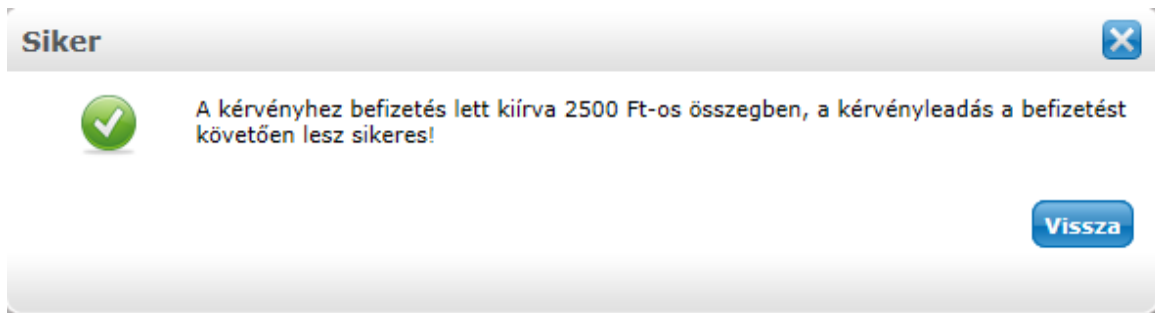 Siker
A kérvényhez befizetés lett kiírva 2500 Ft-os összegben, a kérvényleadás a befizetést
követően lesz sikeres!
Vissza